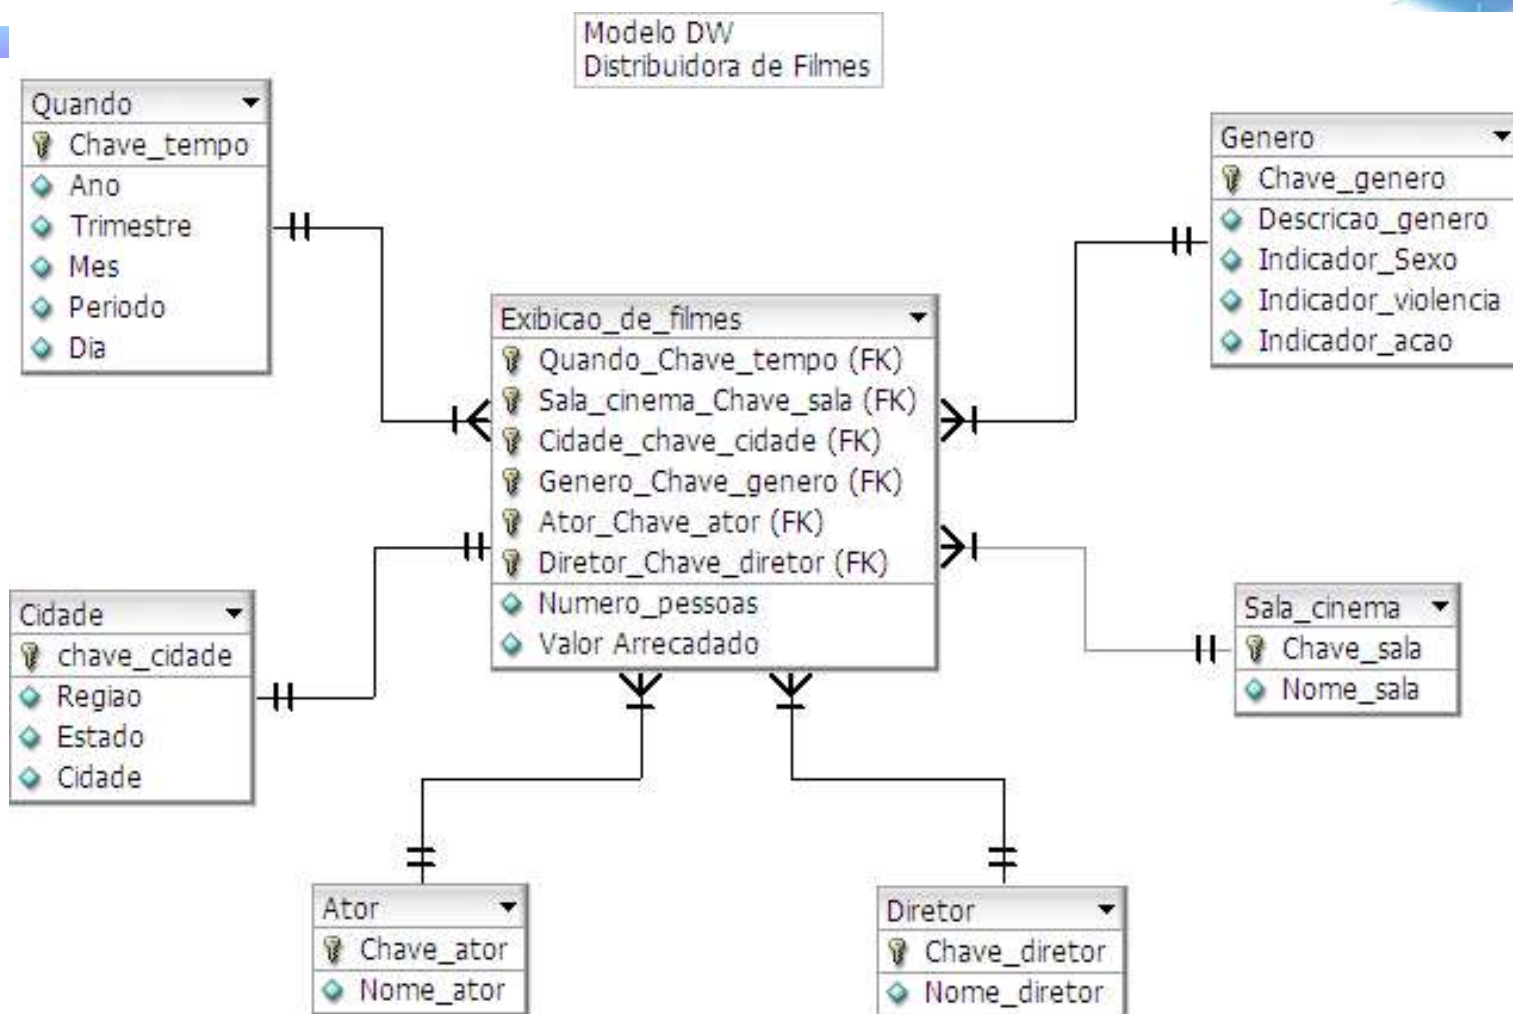 Modelo DW
Distribuidora de Filmes
Quando
Chave_tempo
Ano
Trimestre
Mes
Periodo
Dia
Genero
Chave_genero
Descricao_genero
Indicador_Sexo
Indicador_violencia
Indicador_acao
Exibicao_de_filmes
Quando_Chave_tempo (FK)
Sala_cinema_Chave_sala (FK)
Cidade_chave_cidade (FK)
Genero_Chave_genero (FK)
Ator_Chave_ator (FK)
Diretor_Chave_diretor (FK)
Numero_pessoas
Valor Arrecadado
Cidade
chave_cidade
Regiao
Estado
Cidade
Sala_cinema
Chave_sala
Nome_sala
Ator
Chave_ator
Nome_ator
Diretor
Chave_diretor
Nome_diretor